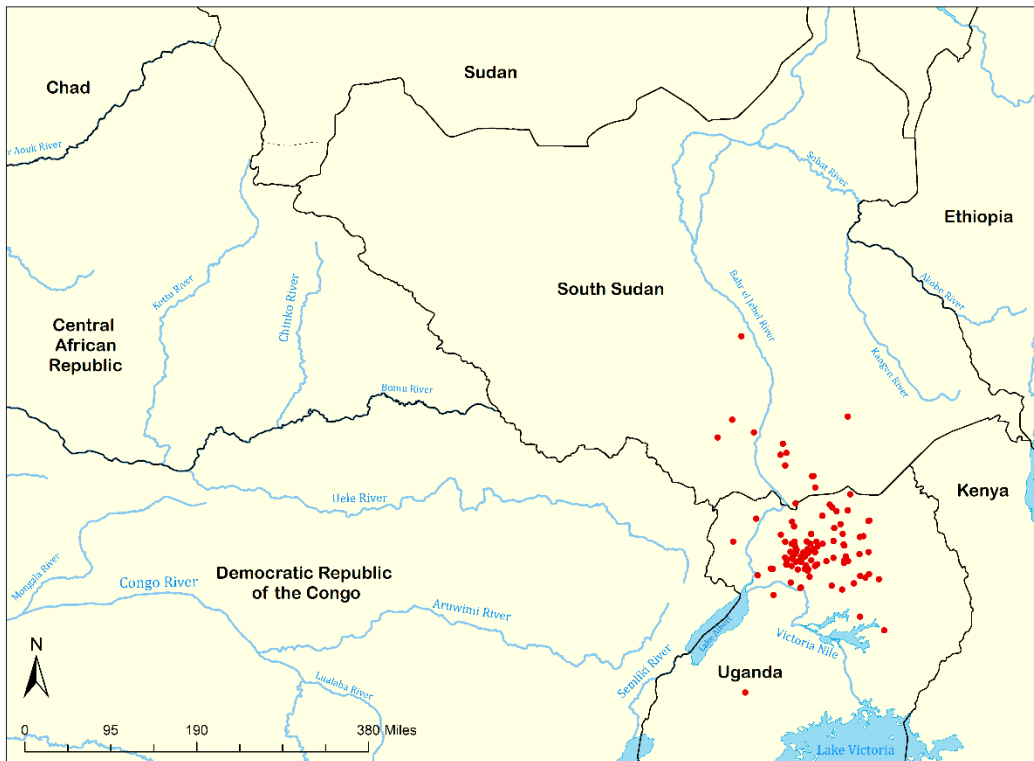 Sudan
Chad
r Aouk River
Sobat River
Ethiopia
Kotto River
Chinko River
Bahr el Jebel River
South Sudan
Akobo River
Central
African
Republic
Kangen River
Bomu River
Uele River
Kenya
Mongala River
Congo River
Democratic Republic
of the Congo
Aruwimi River
Lake Albert
Victoria Nile
Semliki River
Uganda
Lualaba River
N
0 95 190 380 Miles
Lake Victoria